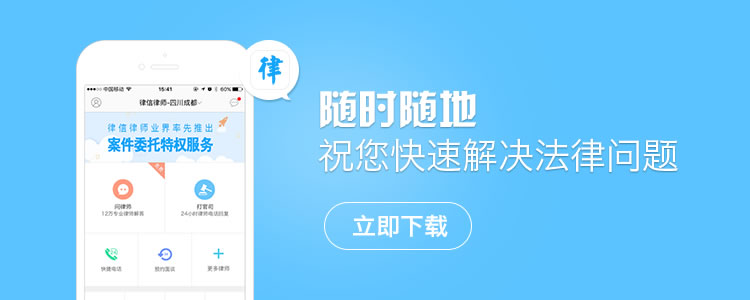 律
随时随地
祝您快速解决法律问题
立即下载
中国移动
15:41
60%
律信律师-四川成都
律信律师业界率先推出
案件委托特权服务
免费
问律师
12万专业律师解答
打官司
24小时律师电话回复
快速电话
预约面谈
更多律师